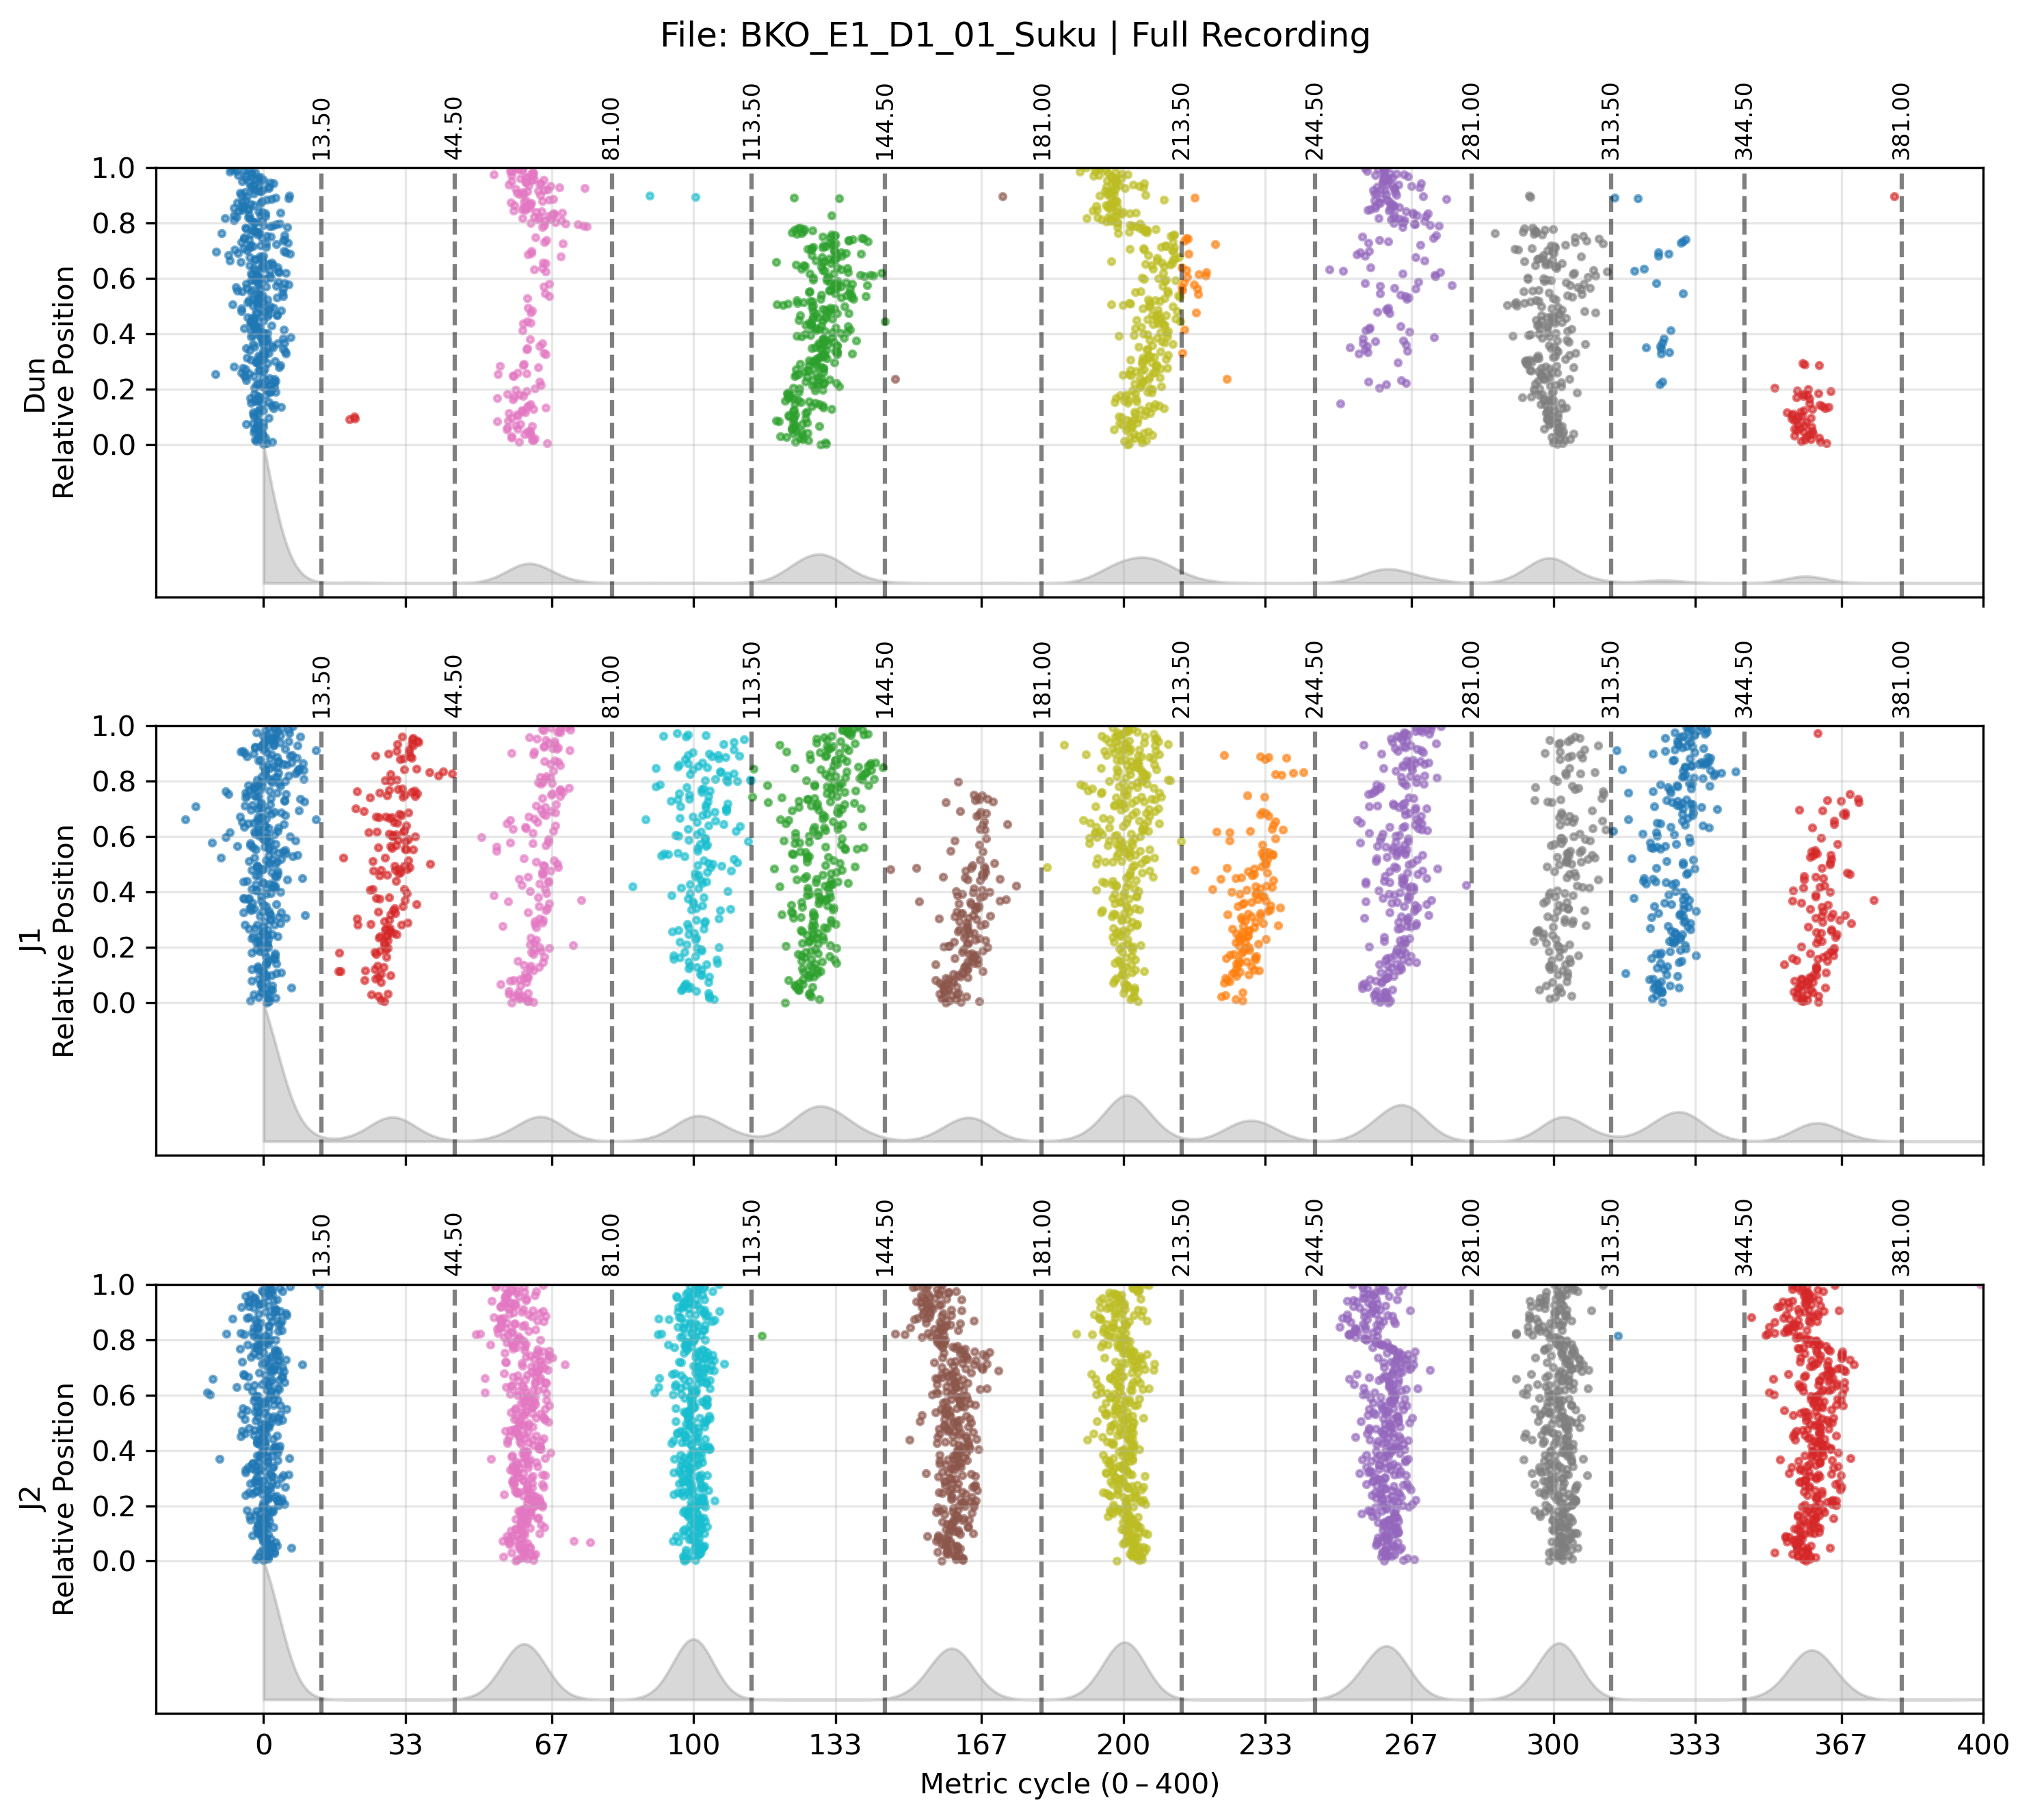 File: BKO_E1_D1_01_Suku | Full Recording
13.50 44.50 81.00 113.50 144.50 181.00 213.50 244.50 281.00 313.50 344.50 381.00
1.0
0.8
0.6
0.4
0.2
0.0
Dun
Relative Position
13.50 44.50 81.00 113.50 144.50 181.00 213.50 244.50 281.00 313.50 344.50 381.00
1.0
0.8
0.6
0.4
0.2
0.0
J1
Relative Position
13.50 44.50 81.00 113.50 144.50 181.00 213.50 244.50 281.00 313.50 344.50 381.00
1.0
0.8
0.6
0.4
0.2
0.0
J2
Relative Position
0 33 67 100 133 167 200 233 267 300 333 367 400
Metric cycle (0 – 400)